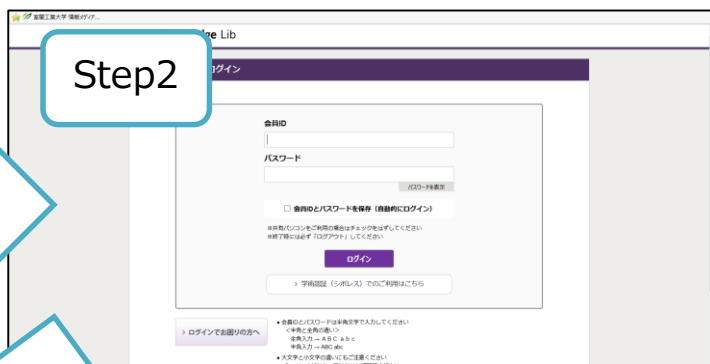 室蘭工業大学 情報メディア...
ge Lib
Step2
ログイン
会員ID
パスワード
パスワードを表示
会員IDとパスワードを保存（自動的にログイン）
※共有パソコンをご利用の場合はチェックをはずしてください
※終了時には必ず「ログアウト」してください
ログイン
> 学術認証（シボレス）でのご利用はこちら
> ログインでお困りの方へ
• 会員IDとパスワードは半角文字で入力してください
＜半角と全角の違い＞
全角入力 → ＡＢＣ ａｂｃ
半角入力 → ABC abc
• 大文字と小文字の違いにもご注意ください